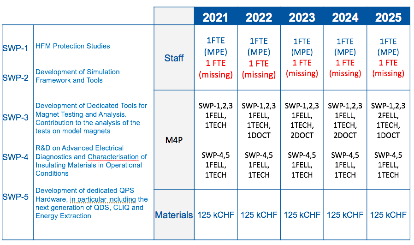 2021 2022 2023 2024 2025
SWP-1 HFM Protection Studies
SWP-2 Development of Simulation
Framework and Tools
Staff
1FTE 1FTE 1FTE 1FTE 1FTE
(MPE) (MPE) (MPE) (MPE) (MPE)
1 FTE 1 FTE 1 FTE 1 FTE 1 FTE
(missing) (missing) (missing) (missing) (missing)
SWP-3 Development of Dedicated Tools for
Magnet Testing and Analysis.
Contribution to the analysis of the
tests on model magnets
SWP-4 R&D on Advanced Electrical
Diagnostics and Characterisation of
Insulating Materials in Operational
Conditions
M4P
SWP-1,2,3 SWP-1,2,3 SWP-1,2,3 SWP-1,2,3 SWP-1,2,3
1FELL, 1FELL, 1FELL, 1FELL, 2FELL,
1TECH 1TECH, 1TECH, 1TECH, 1TECH,
1DOCT 2DOCT 2DOCT 1DOCT
SWP-4,5 SWP-4,5 SWP-4,5 SWP-4,5 SWP-4,5
1FELL, 1FELL, 1FELL, 1FELL, 1FELL,
1TECH 1TECH 1TECH 1TECH 1TECH
SWP-5 Development of dedicated QPS
Hardware, in particular including the
next generation of QDS, CLIQ and
Energy Extraction
Materials 125 kCHF 125 kCHF 125 kCHF 125 kCHF 125 kCHF